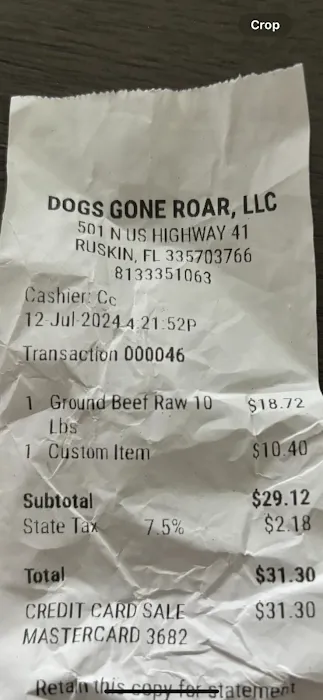 Crop
DOGS GONE ROAR, LLC
501 N US HIGHWAY 41
RUSKIN, FL 335703766
8133351063
Cashier: Cc
12-Jul-2024 4:21:52P
Transaction 000046
1 Ground Beef Raw 10 $18.72
Lbs
1 Custom Item $10.40
Subtotal $29.12
State Tax 7.5% $2.18
Total $31.30
CREDIT CARD SALE $31.30
MASTERCARD 3682
Retain this copy for statement